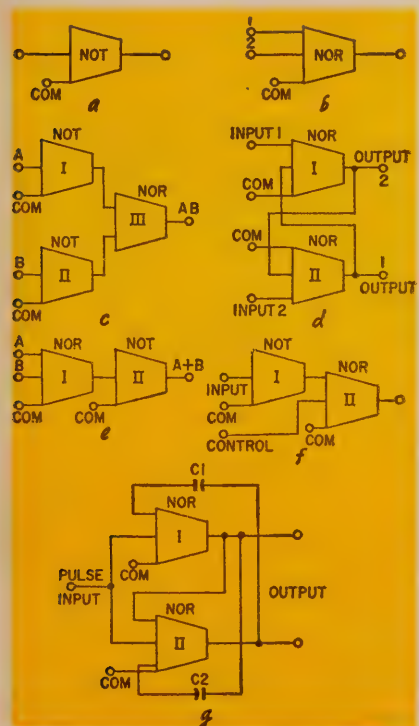 NOT
COM
a
1
2
NOR
COM
b
NOT
A
I
COM
NOR
III
AB
NOT
B
II
COM
c
INPUT 1
NOR
I
OUTPUT
2
COM
COM
NOR
II
1
OUTPUT
INPUT 2
d
A
B
NOR
I
COM
NOT
II
COM
A+B
e
NOT
INPUT
I
COM
CONTROL
NOR
II
COM
f
C1
NOR
I
COM
PULSE
INPUT
OUTPUT
NOR
II
COM
C2
g